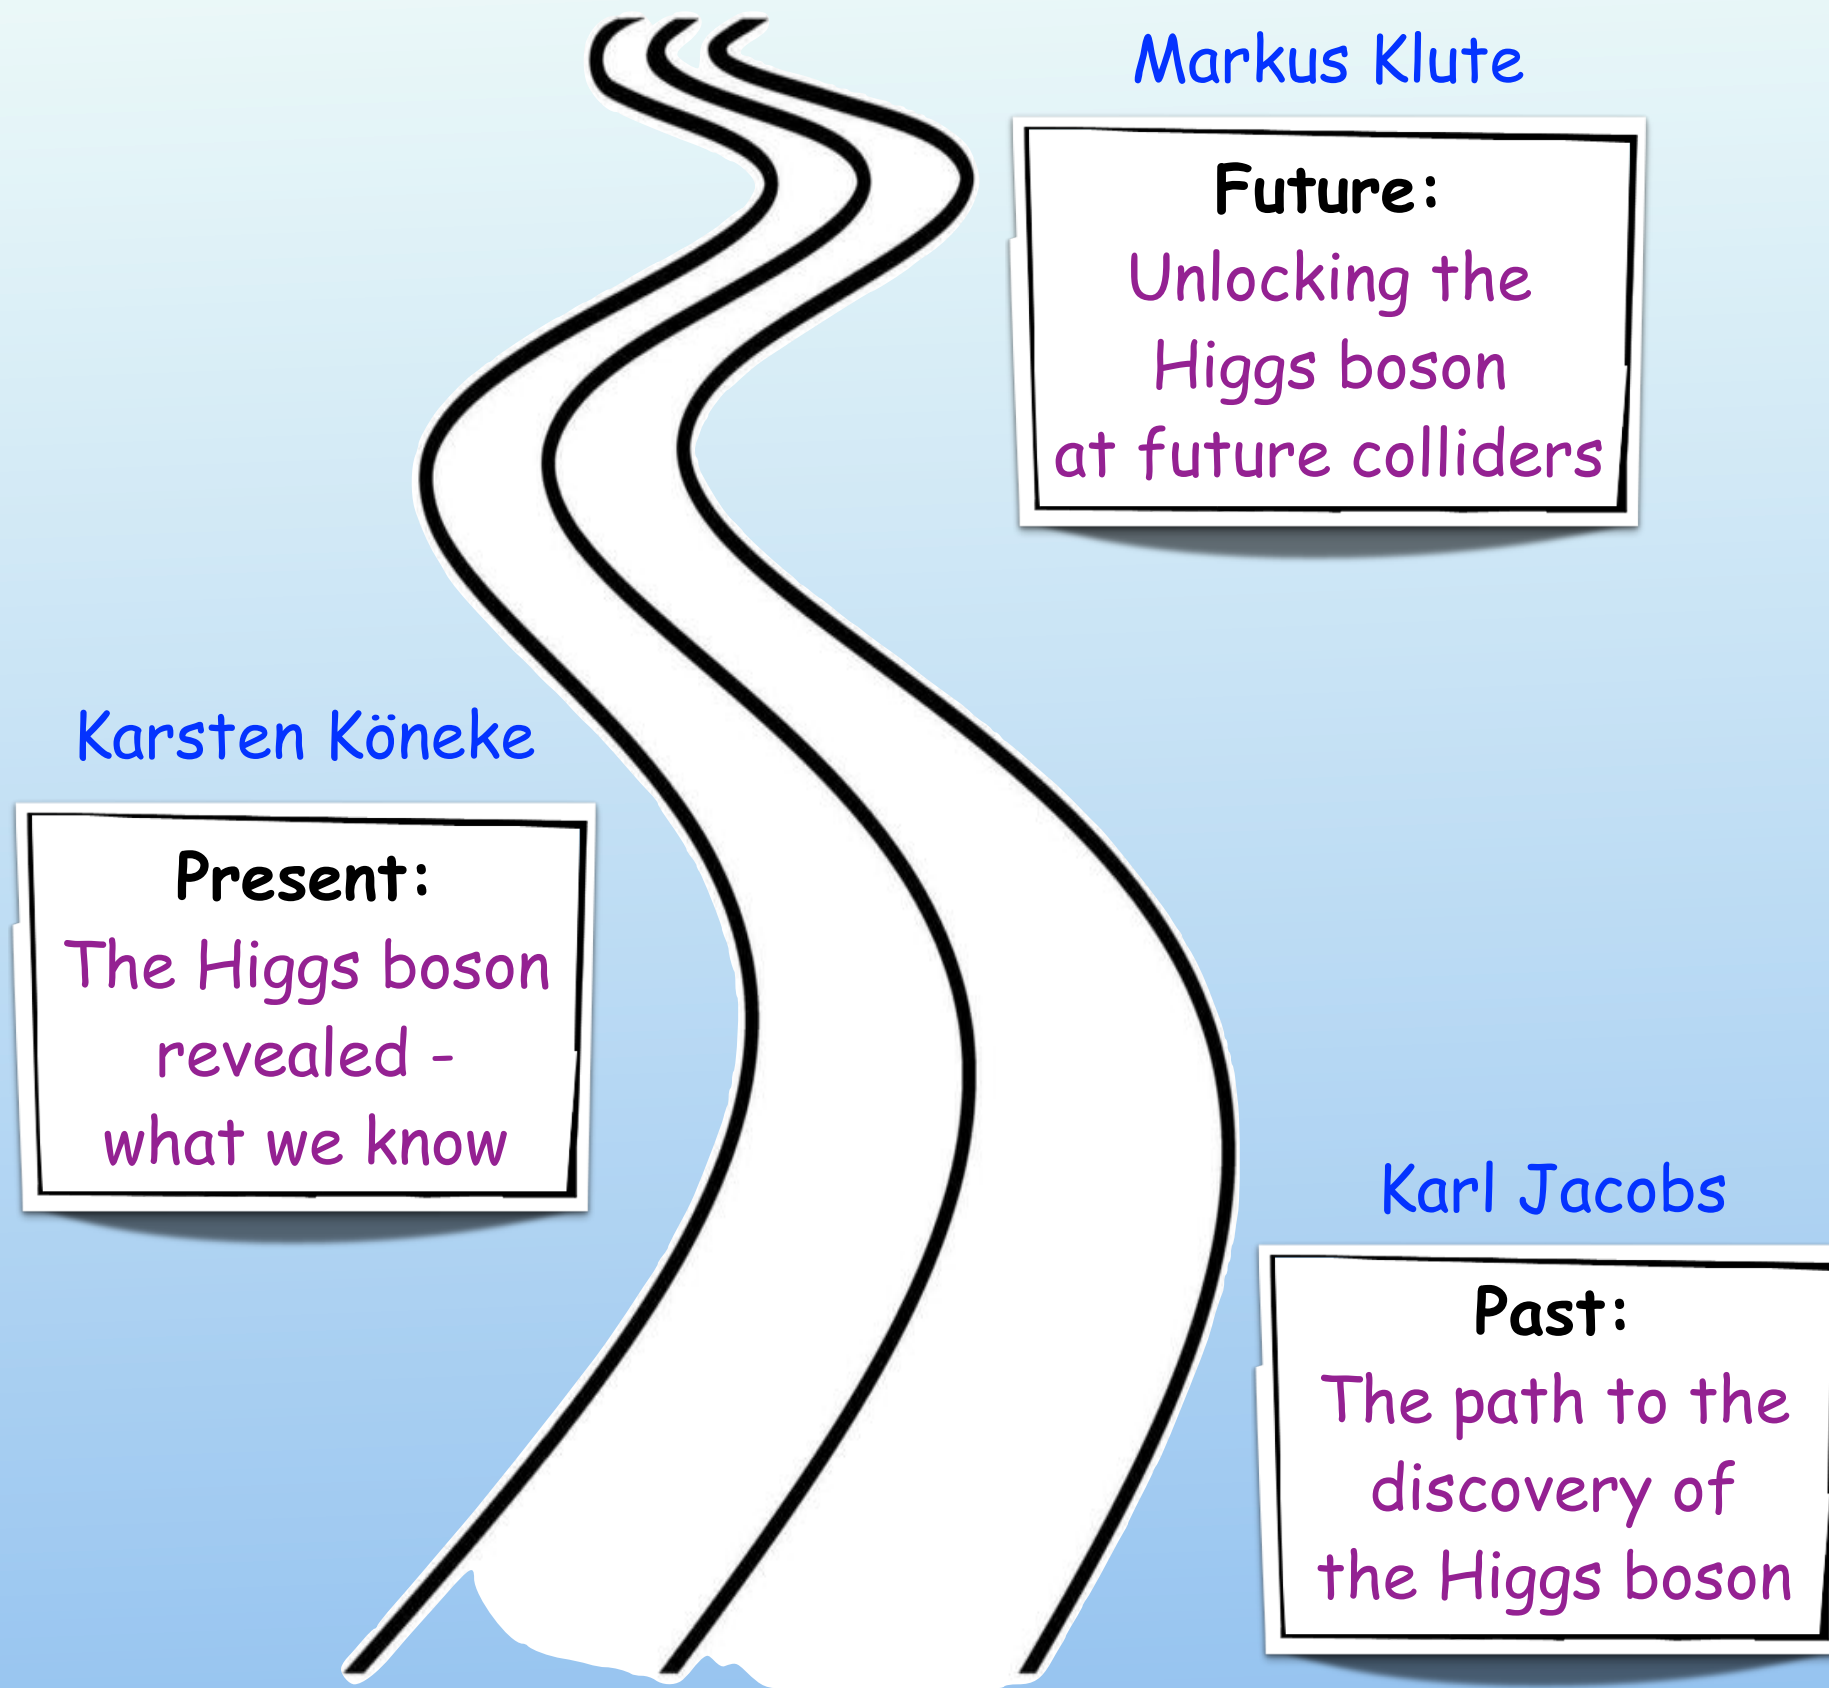 Markus Klute
Future:
Unlocking the
Higgs boson
at future colliders
Karsten Köneke
Present:
The Higgs boson
revealed -
what we know
Karl Jacobs
Past:
The path to the
discovery of
the Higgs boson